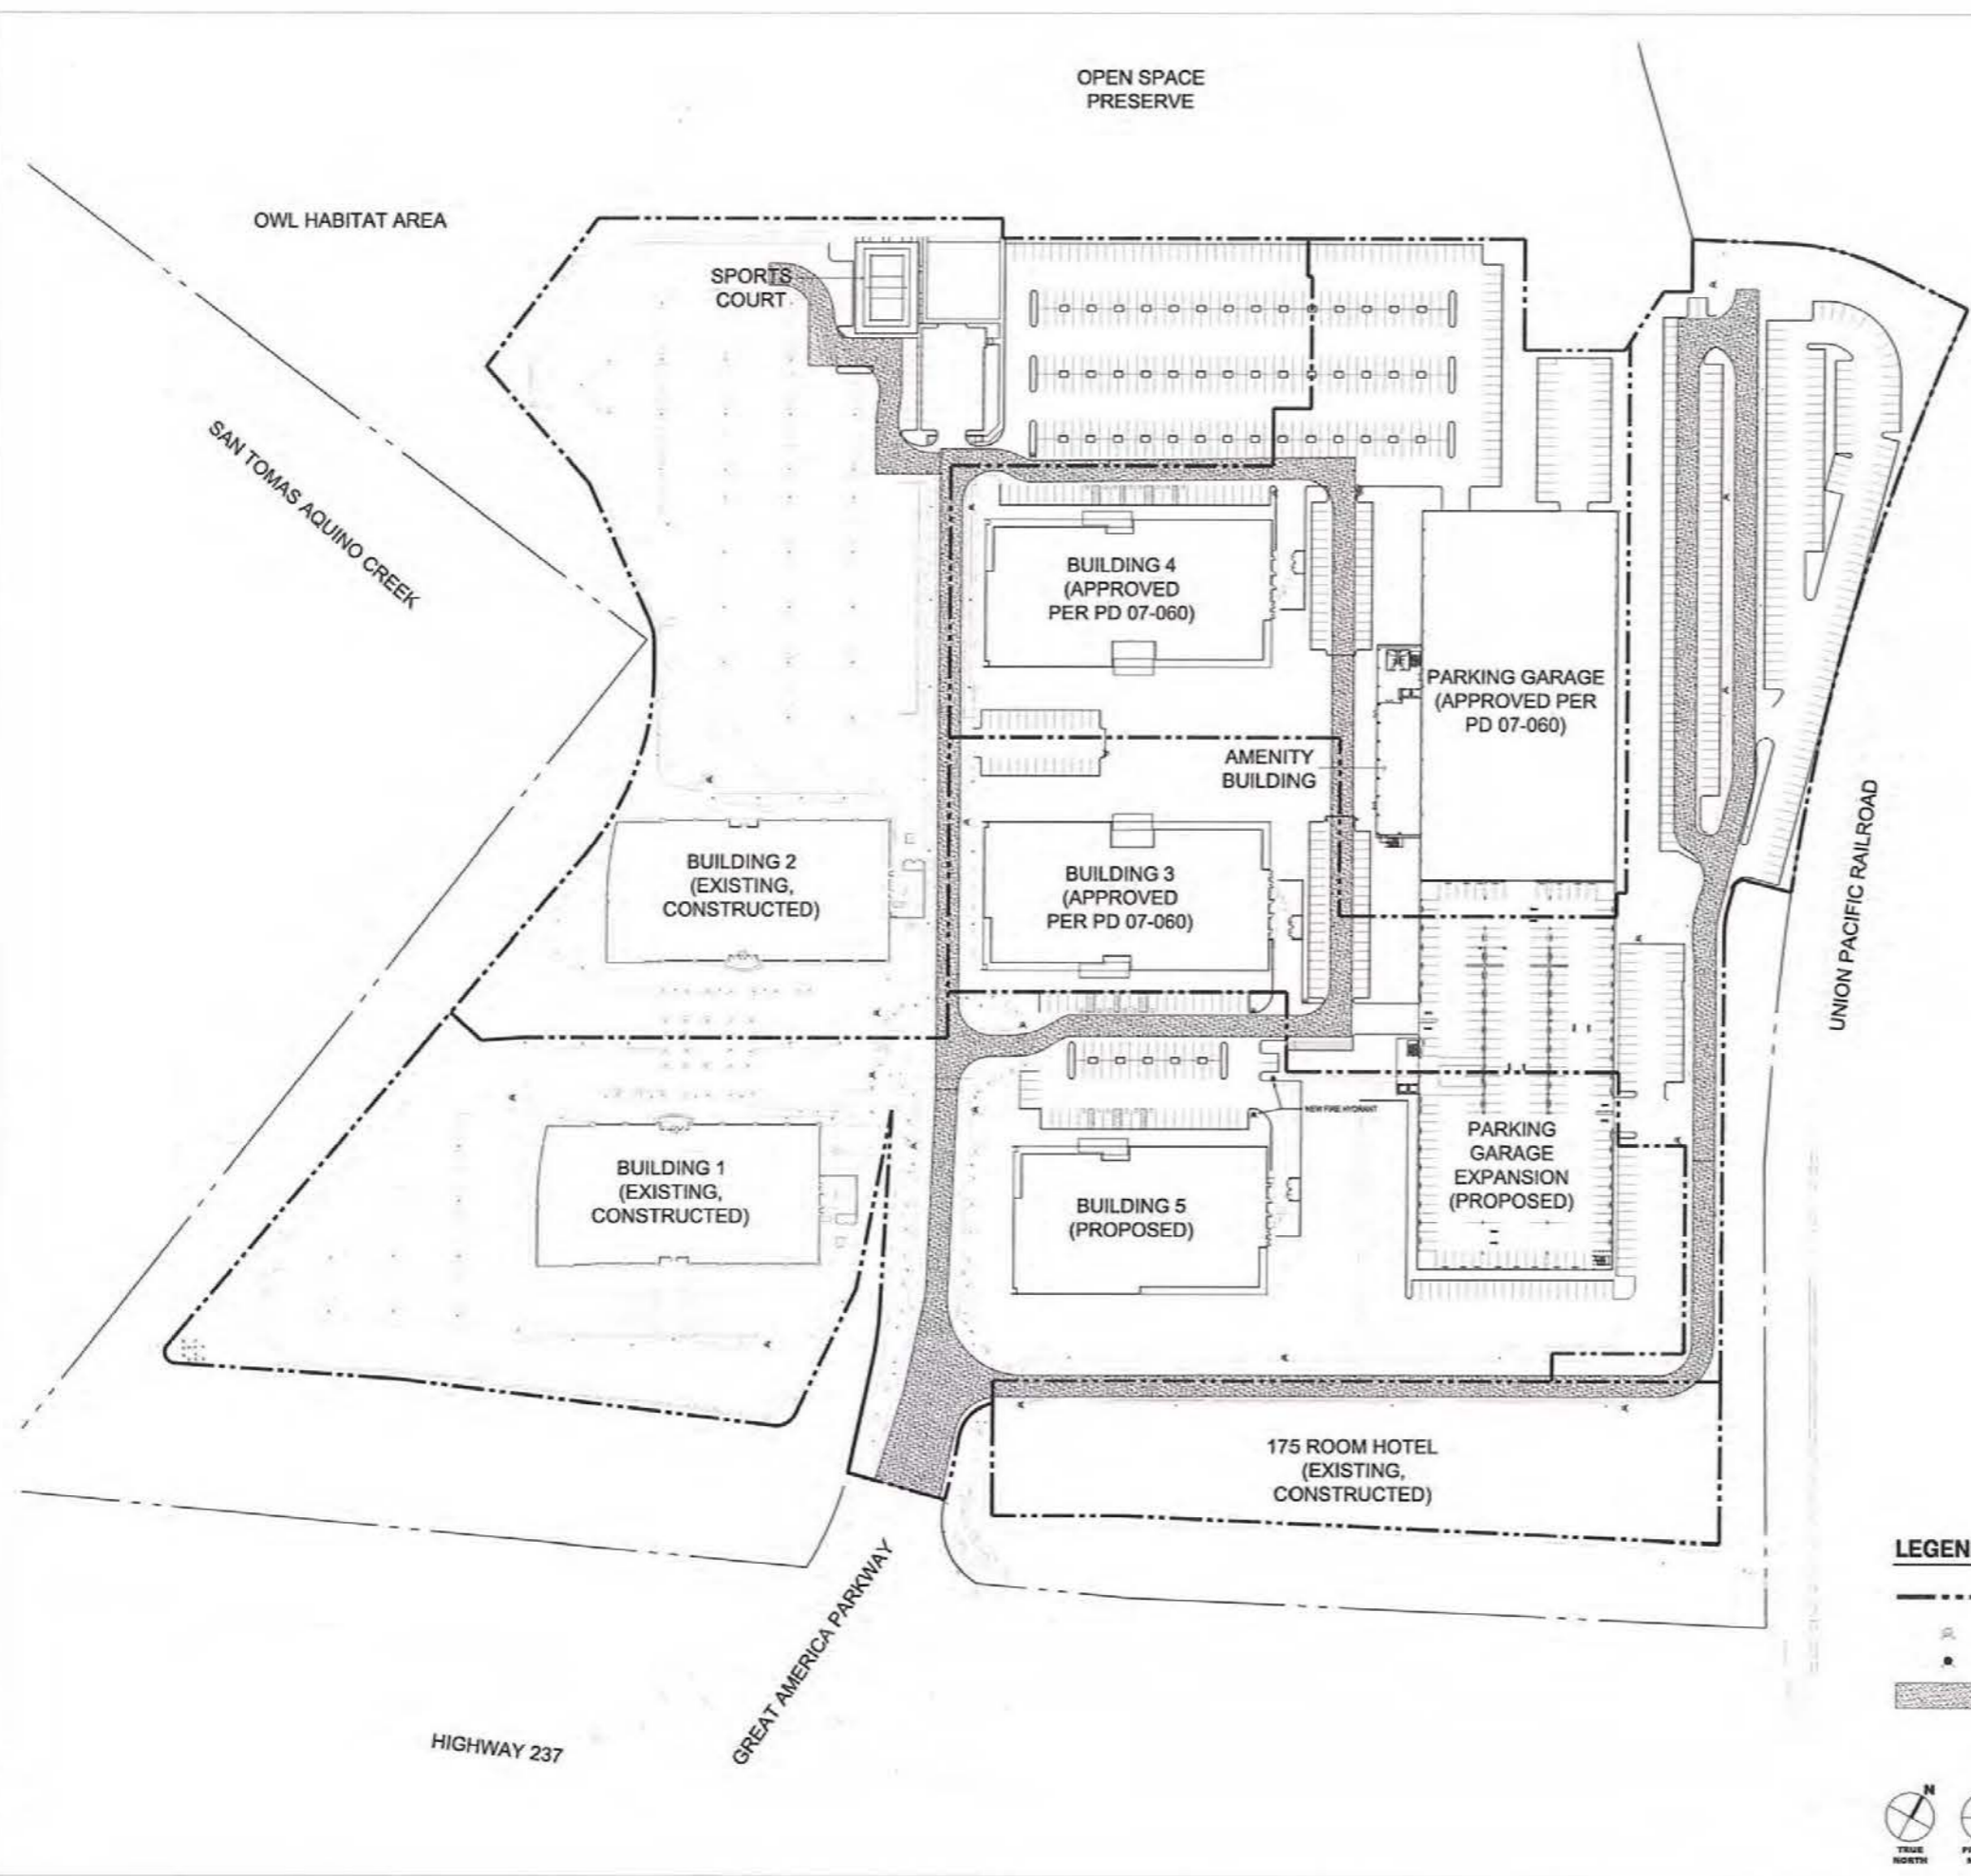 OPEN SPACE
PRESERVE
OWL HABITAT AREA
SPORTS
COURT
SAN TOMAS AQUINO CREEK
BUILDING 4
(APPROVED
PER PD 07-060)
PARKING GARAGE
(APPROVED PER
PD 07-060)
AMENITY
BUILDING
UNION PACIFIC RAILROAD
BUILDING 2
(EXISTING,
CONSTRUCTED)
BUILDING 3
(APPROVED
PER PD 07-060)
NEW FIRE HYDRANT
PARKING
GARAGE
EXPANSION
(PROPOSED)
BUILDING 1
(EXISTING,
CONSTRUCTED)
BUILDING 5
(PROPOSED)
175 ROOM HOTEL
(EXISTING,
CONSTRUCTED)
GREAT AMERICA PARKWAY
HIGHWAY 237
LEGEN
N
TRUE
NORTH